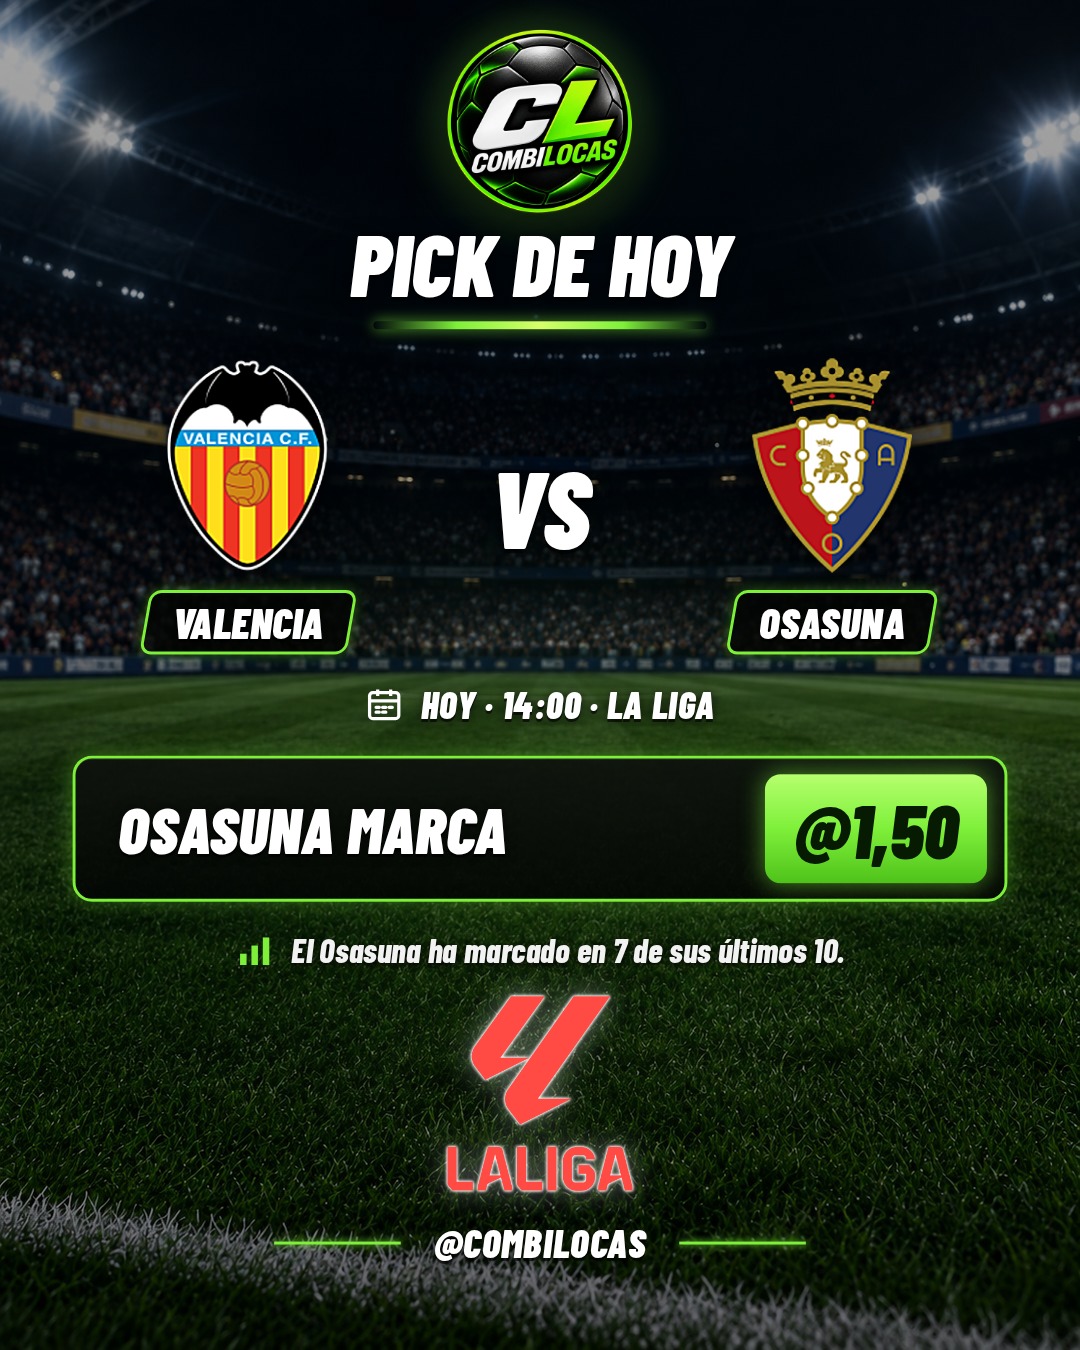 CL
COMBILOCAS
PICK DE HOY
VALENCIA C.F.
C A
O
VS
VALENCIA
OSASUNA
HOY · 14:00 · LA LIGA
OSASUNA MARCA
@1,50
El Osasuna ha marcado en 7 de sus últimos 10.
LALIGA
@COMBILOCAS